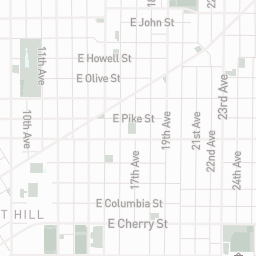 E John St
E Howell St
E Olive St
11th Ave
10th Ave
E Pike St
23rd Ave
19th Ave
21st Ave
22nd Ave
17th Ave
24th Ave
E Columbia St
T HILL
E Cherry St